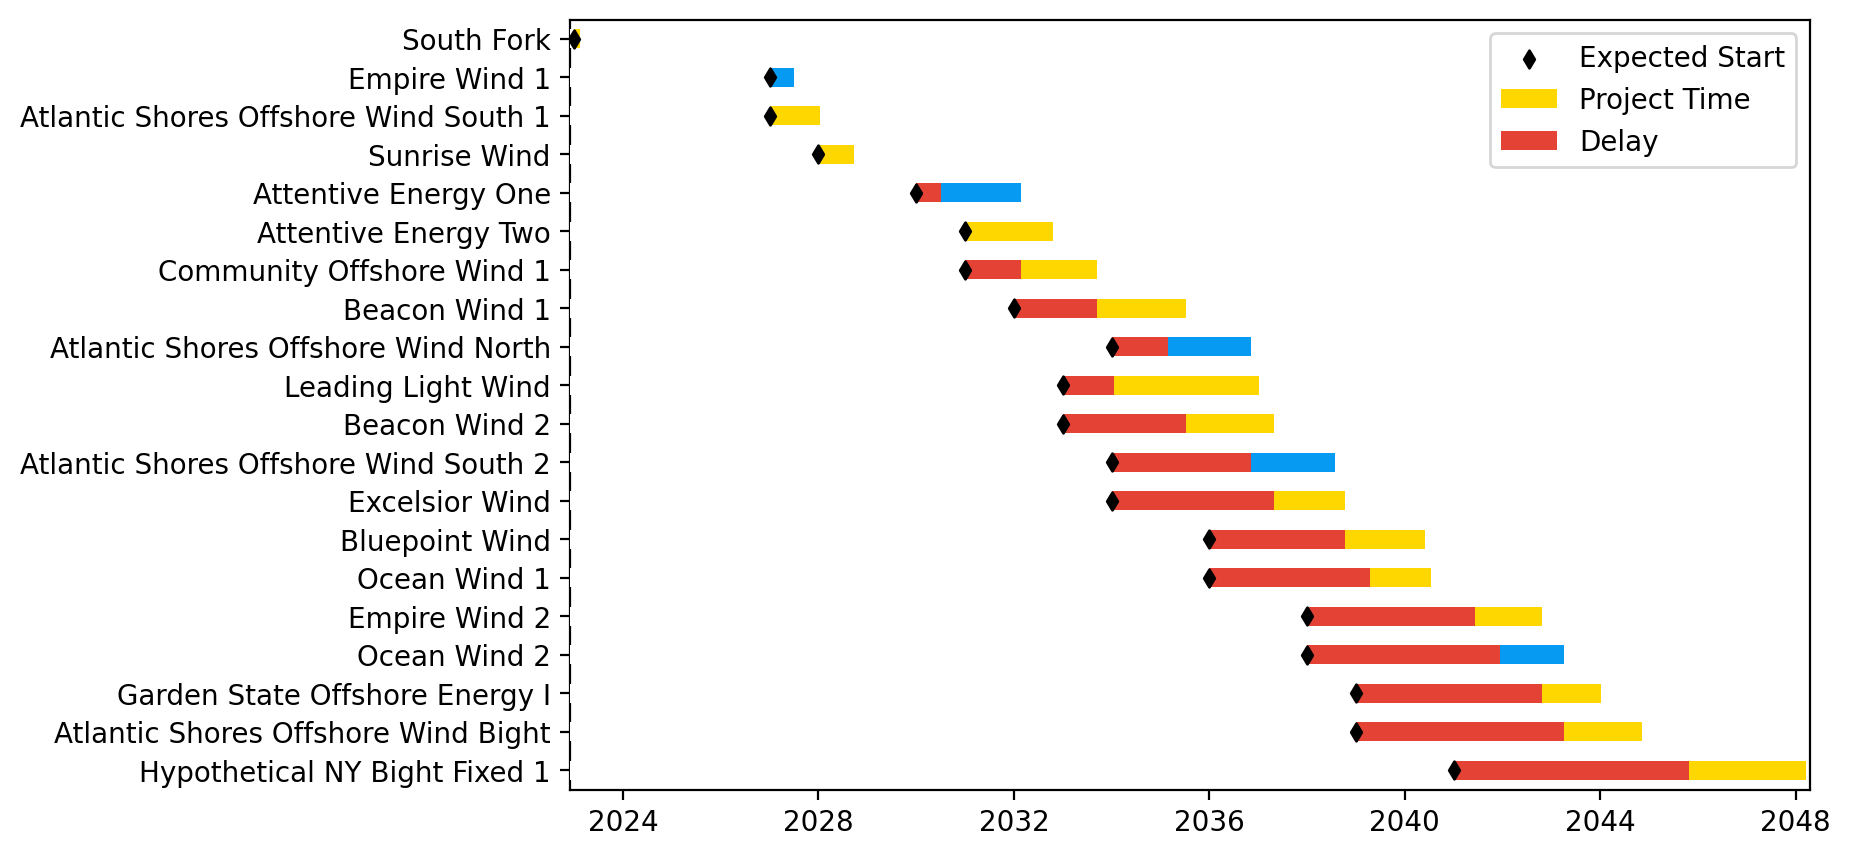 South Fork
Empire Wind 1
Atlantic Shores Offshore Wind South 1
Sunrise Wind
Attentive Energy One
Attentive Energy Two
Community Offshore Wind 1
Beacon Wind 1
Atlantic Shores Offshore Wind North
Leading Light Wind
Beacon Wind 2
Atlantic Shores Offshore Wind South 2
Excelsior Wind
Bluepoint Wind
Ocean Wind 1
Empire Wind 2
Ocean Wind 2
Garden State Offshore Energy I
Atlantic Shores Offshore Wind Bight
Hypothetical NY Bight Fixed 1
Expected Start
Project Time
Delay
2024 2028 2032 2036 2040 2044 2048